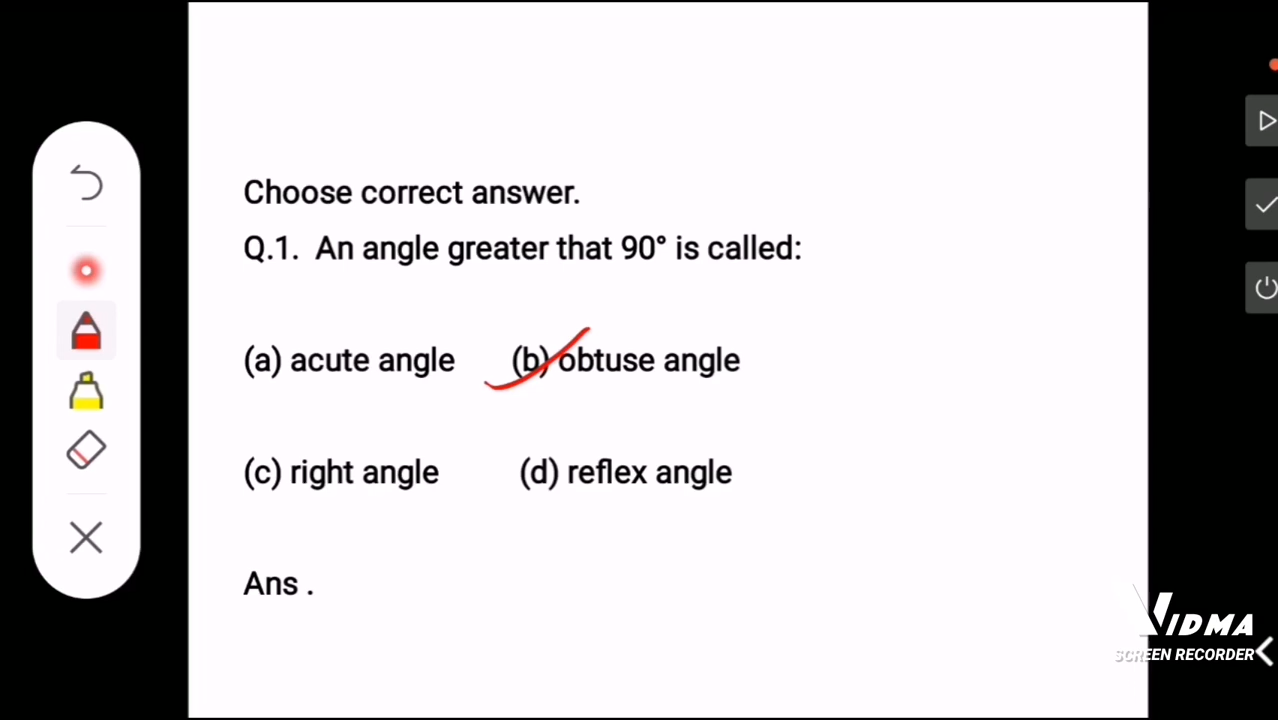 Choose correct answer.
Q.1. An angle greater that 90° is called:
(a) acute angle (b) obtuse angle
(c) right angle (d) reflex angle
Ans .
VIDMA
SCREEN RECORDER